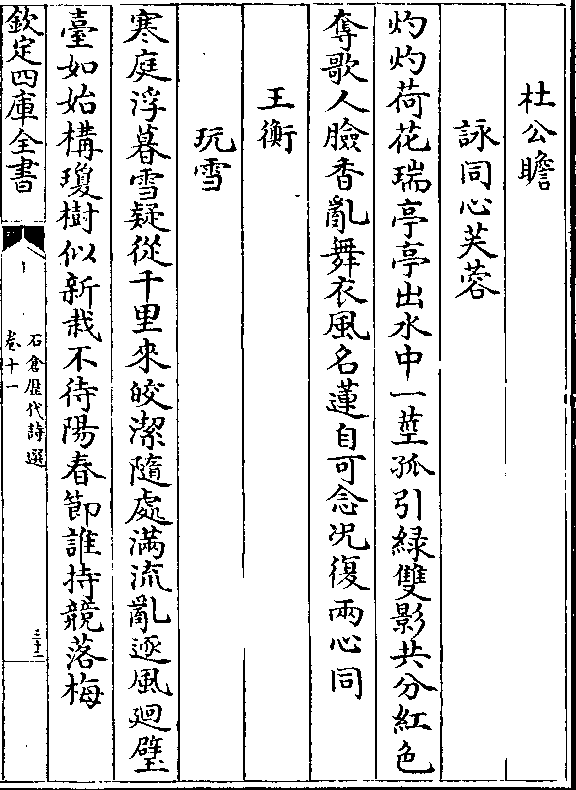 杜公瞻
詠同心芙蓉
灼灼荷花瑞亭亭出水中一莖孤引緑雙影共分紅色
奪歌人臉香亂舞衣風名蓮自可念况復兩心同
王衡
玩雪
寒庭浮暮雪疑從千里來皎潔隨處滿流亂逐風廻璧
臺如始構瓊樹似新栽不待陽春節誰持競落梅
欽定四庫全書
石倉歴代詩選
卷十一
三十二